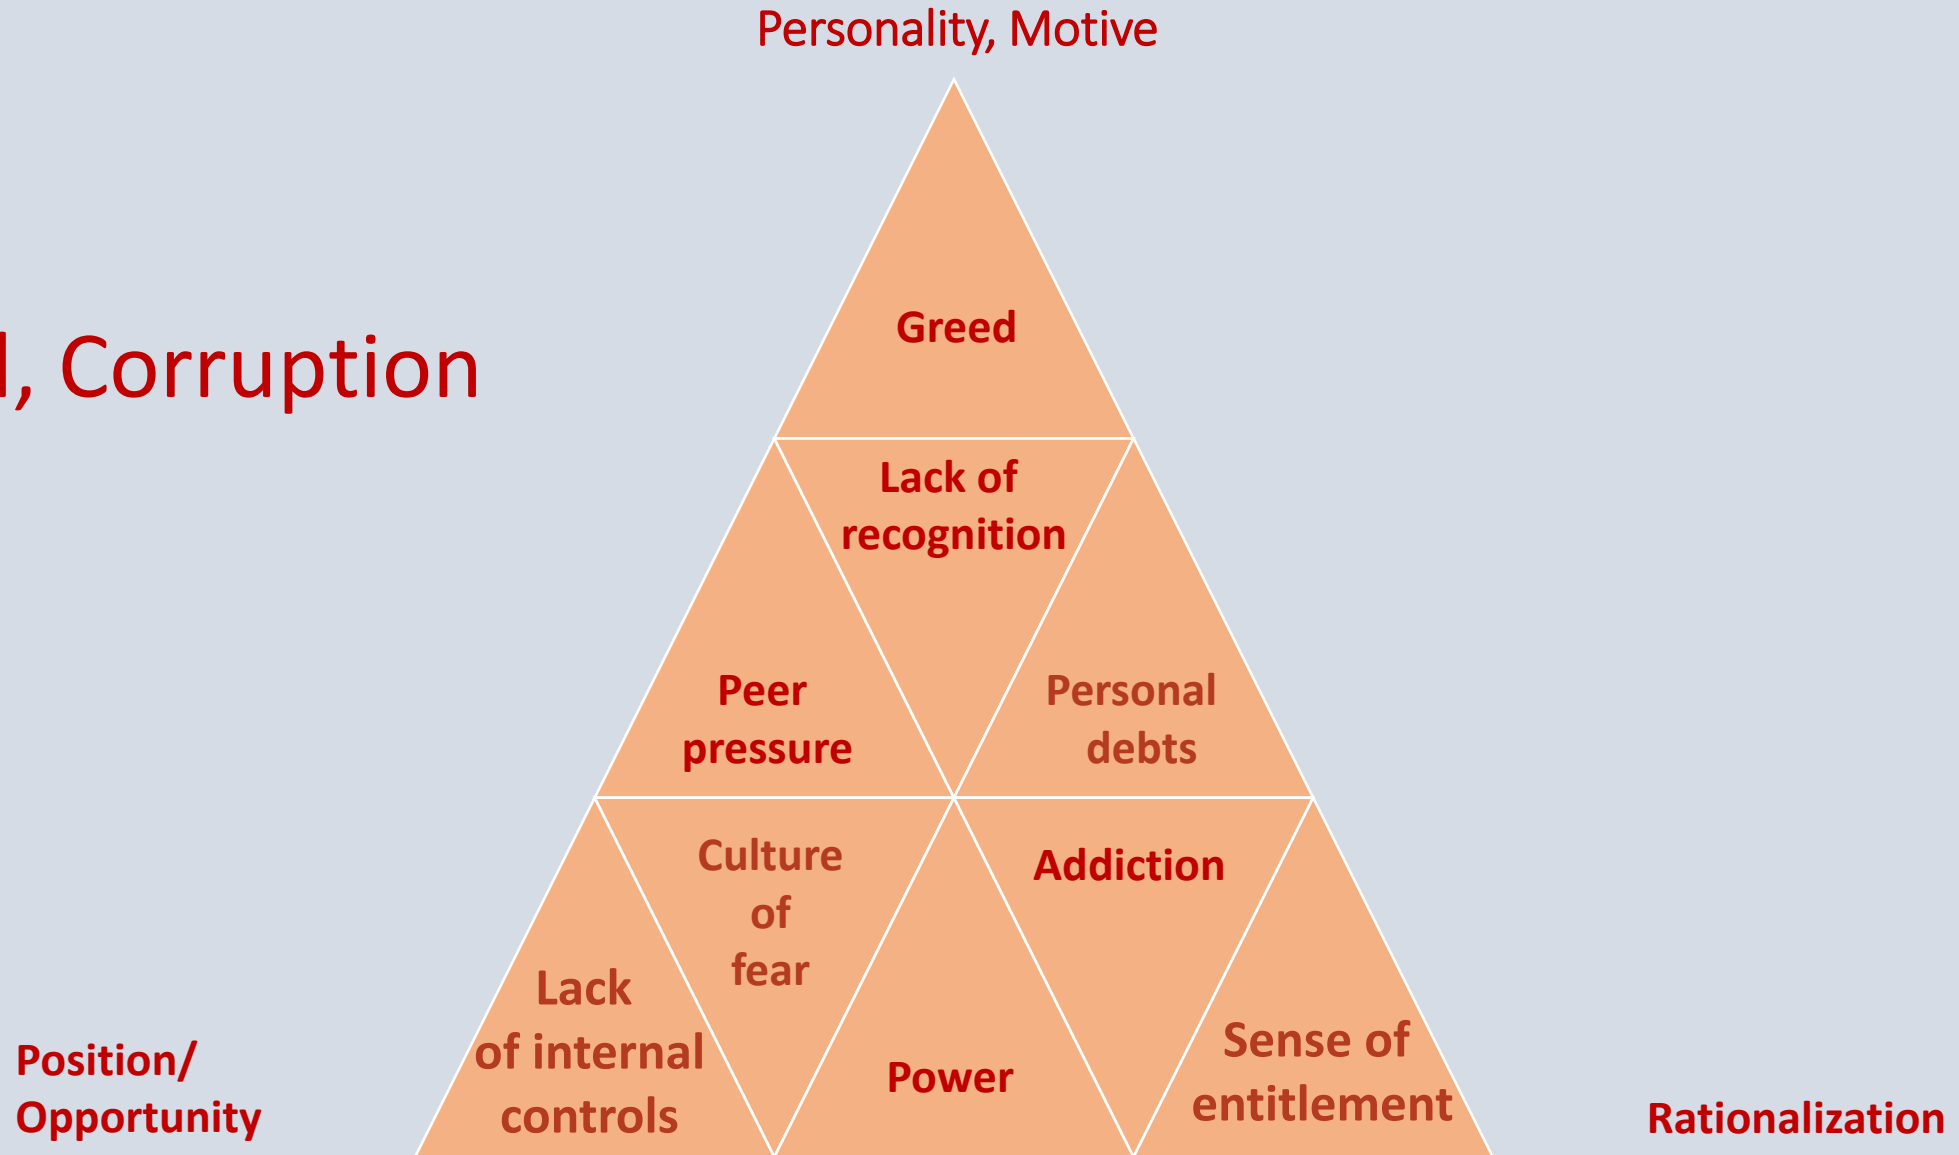 Personality, Motive
Greed
, Corruption
Lack of
recognition
Peer
pressure
Personal
debts
Culture
of
fear
Addiction
Lack
of internal
controls
Power
Sense of
entitlement
Position/
Opportunity
Rationalization